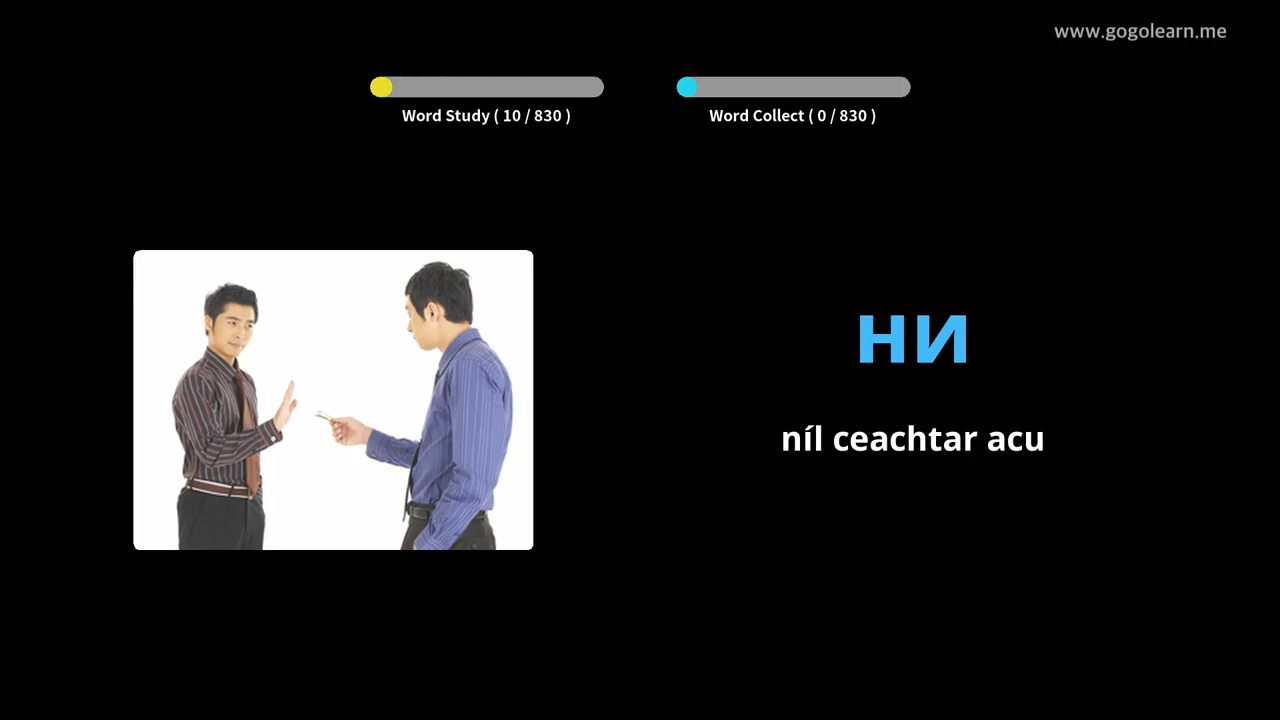 www.gogolearn.me
Word Study ( 10 / 830 )
Word Collect ( 0 / 830 )
ни
níl ceachtar acu